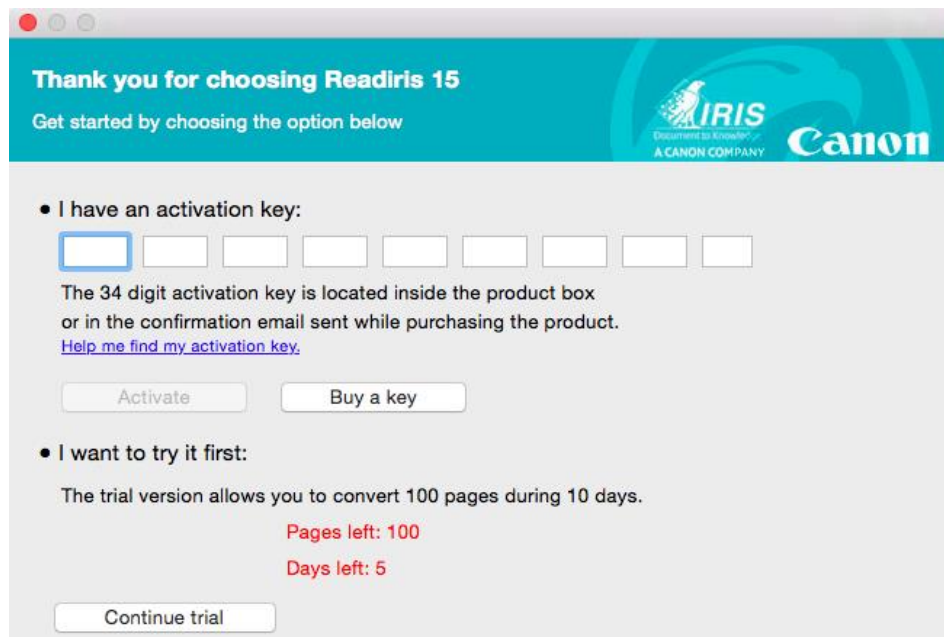 Thank you for choosing Readiris 15
Get started by choosing the option below
IRIS
Document to Knowledge
A CANON COMPANY
Canon
• I have an activation key:
The 34 digit activation key is located inside the product box
or in the confirmation email sent while purchasing the product.
Help me find my activation key.
Activate
Buy a key
• I want to try it first:
The trial version allows you to convert 100 pages during 10 days.
Pages left: 100
Days left: 5
Continue trial